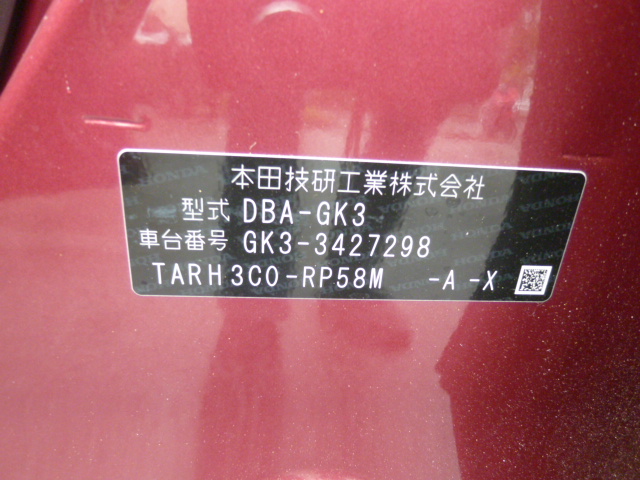 本田技研工業株式会社
型式 DBA-GK3
車台番号 GK3-3427298
TARH3C0-RP58M -A -X